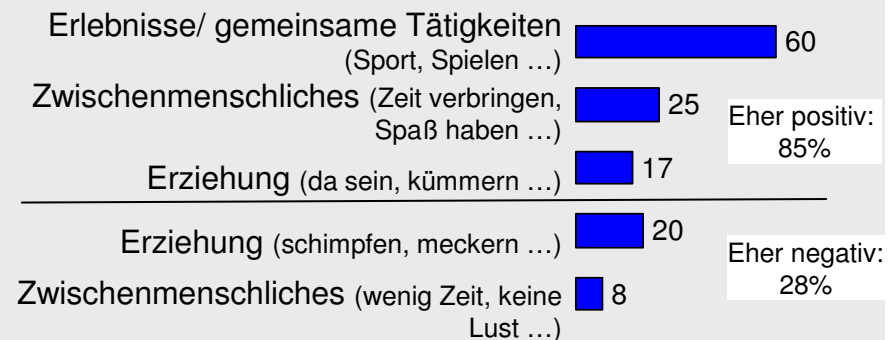 Erlebnisse/ gemeinsame Tätigkeiten
(Sport, Spielen …)
60
Zwischenmenschliches (Zeit verbringen,
Spaß haben …)
25
Erziehung (da sein, kümmern …)
17
Eher positiv:
85%
Erziehung (schimpfen, meckern …)
20
Zwischenmenschliches (wenig Zeit, keine
Lust …)
8
Eher negativ:
28%